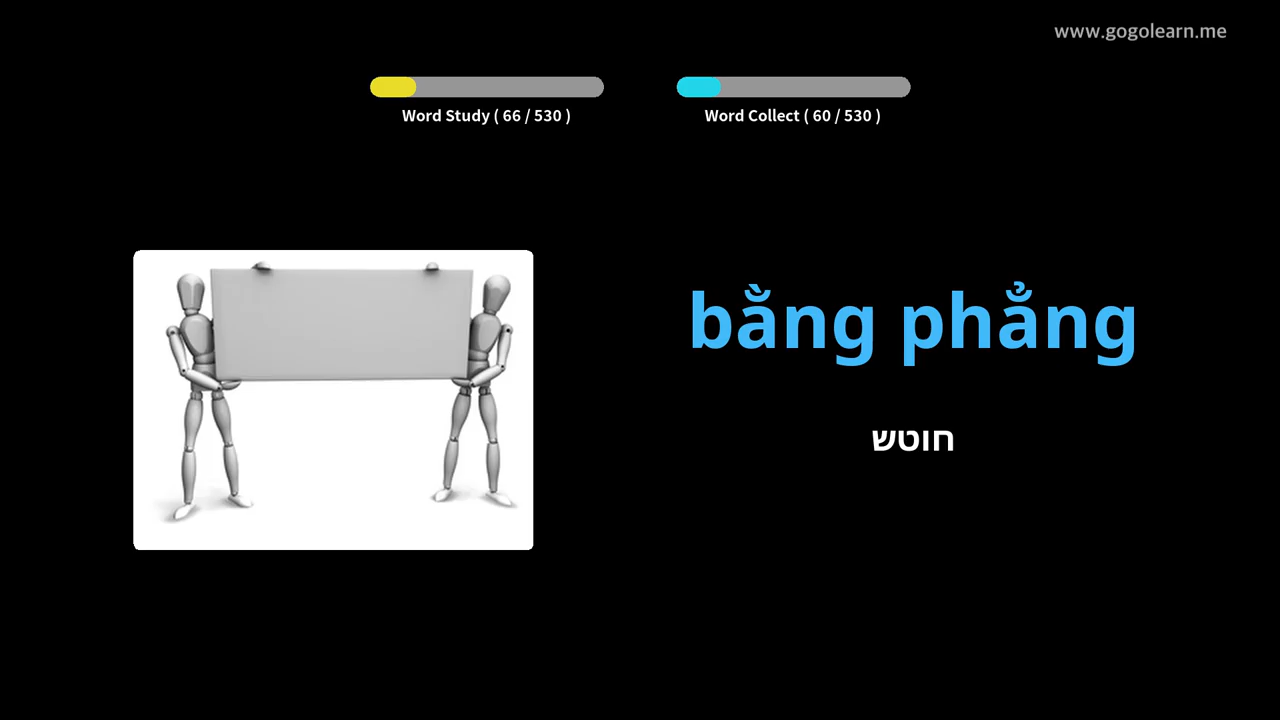 www.gogolearn.me
Word Study ( 66 / 530 )
Word Collect ( 60 / 530 )
bằng phẳng
חוטש